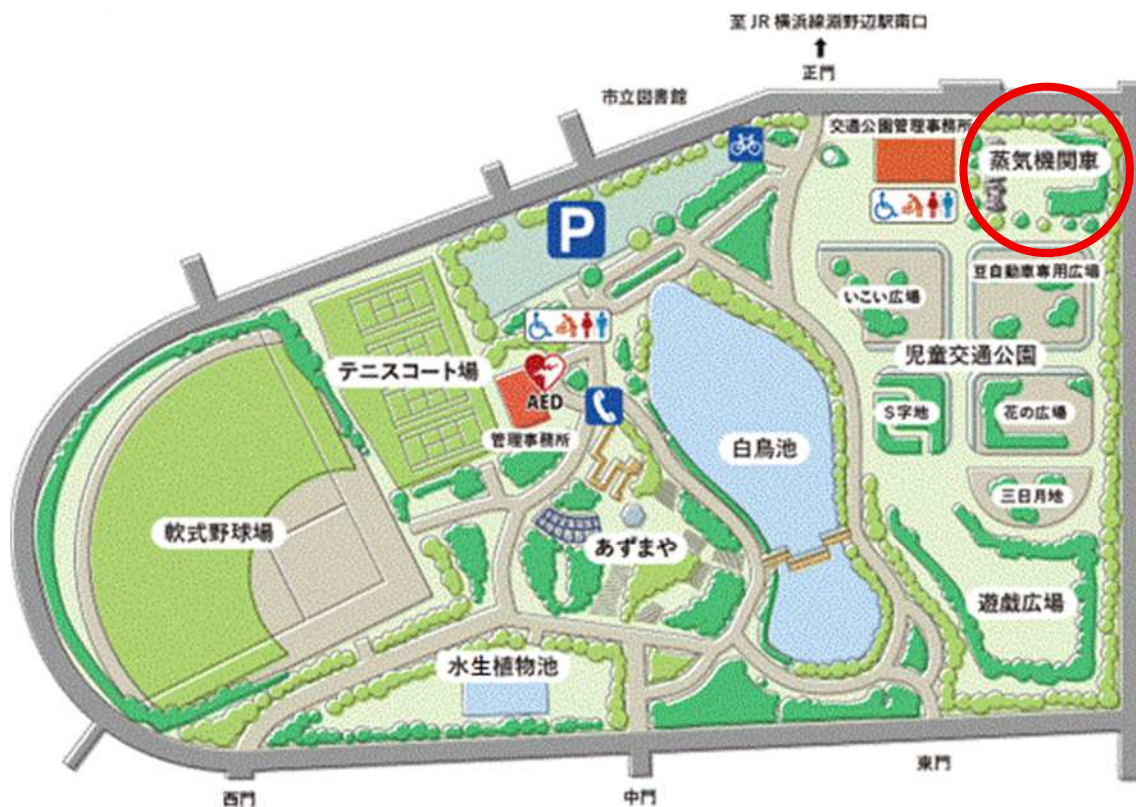 至JR横浜線淵野辺駅南口
正門
市立図書館
交通公園管理事務所
蒸気機関車
P
いこい広場
豆自動車専用広場
児童交通公園
テニスコート場
AED
管理事務所
S字地
花の広場
白鳥池
三日月地
軟式野球場
あずまや
遊戯広場
水生植物池
西門
中門
東門